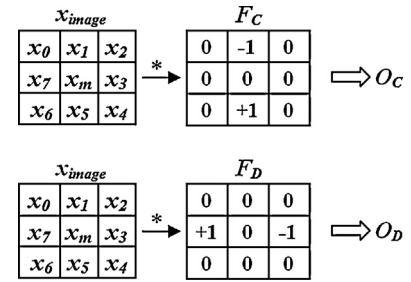 x_image F_C
x_0 x_1 x_2 0 -1 0
x_7 x_m x_3 * 0 0 0 O_C
x_6 x_5 x_4 0 +1 0
x_image F_D
x_0 x_1 x_2 0 0 0
x_7 x_m x_3 * +1 0 -1 O_D
x_6 x_5 x_4 0 0 0